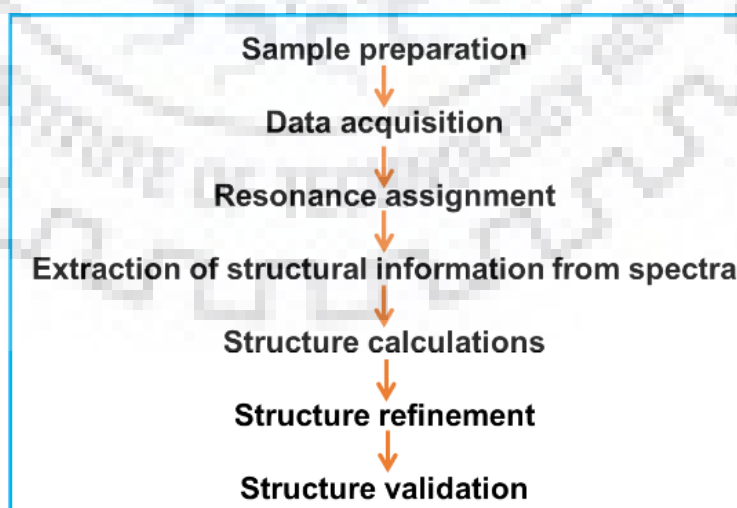 Sample preparation
Data acquisition
Resonance assignment
Extraction of structural information from spectra
Structure calculations
Structure refinement
Structure validation